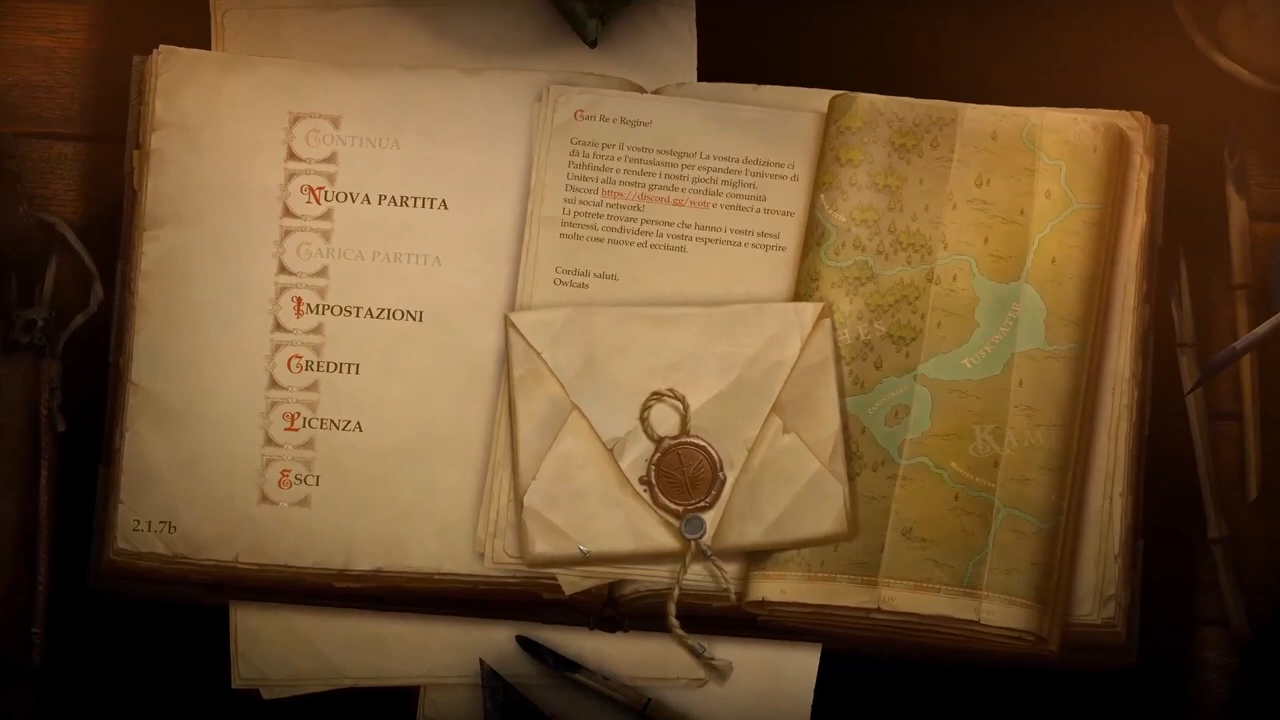 Continua
Nuova partita
Carica partita
Impostazioni
Crediti
Licenza
Esci
2.1.7b
Cari Re e Regine!
Grazie per il vostro sostegno! La vostra dedizione ci
dà la forza e l'entusiasmo per espandere l'universo di
Pathfinder e rendere i nostri giochi migliori.
Unitevi alla nostra grande e cordiale comunità
Discord https://discord.gg/wotr e veniteci a trovare
sui social network!
Lì potrete trovare persone che hanno i vostri stessi
interessi, condividere la vostra esperienza e scoprire
molte cose nuove ed eccitanti.
Cordiali saluti,
Owlcats
HES
TUSKWATER
KAME